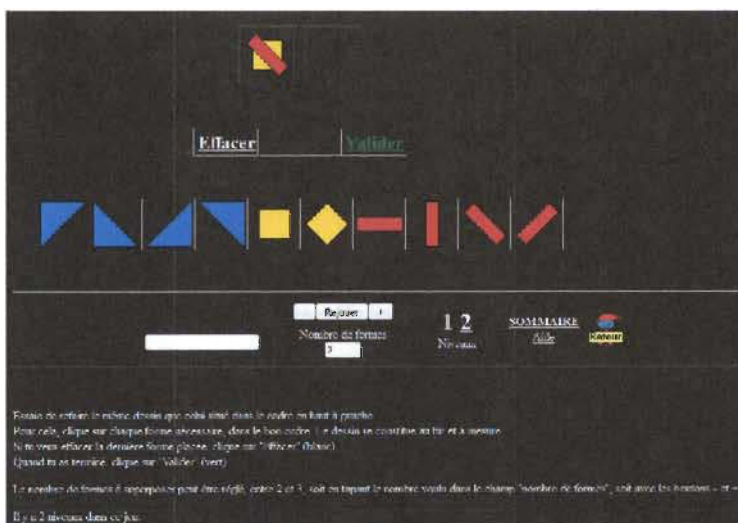 Effacer Valider
Rejouer +
Nombre de formes
1 2
Niveaux
SOMMAIRE
Aide
Retour
Essaie de refaire le même dessin que celui situé dans le cadre en haut à gauche
Pour cela, clique sur chaque forme nécessaire, dans le bon ordre. Le dessin se constitue au fur et à mesure
Si tu veux effacer la dernière forme placée, clique sur "Effacer" (blanc)
Quand tu as terminé, clique sur "Valider" (vert)
Le nombre de formes à superposer peut être réglé, entre 2 et 3, soit en tapant le nombre voulu dans le champ "nombre de formes", soit avec les boutons - et +
Il y a 2 niveaux dans ce jeu